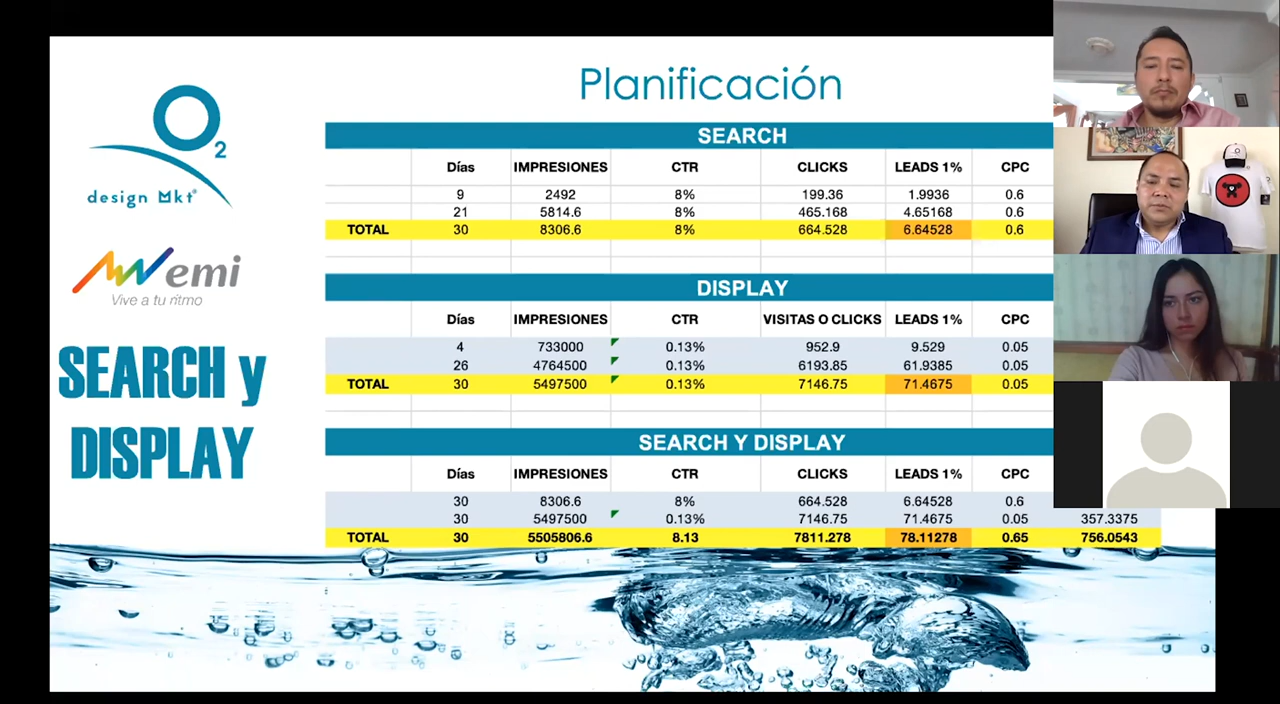 Planificación
O2
design Mkt®
emi
Vive a tu ritmo
SEARCH y
DISPLAY
SEARCH
Días IMPRESIONES CTR CLICKS LEADS 1% CPC
9 2492 8% 199.36 1.9936 0.6
21 5814.6 8% 465.168 4.65168 0.6
TOTAL 30 8306.6 8% 664.528 6.64528 0.6
DISPLAY
Días IMPRESIONES CTR VISITAS O CLICKS LEADS 1% CPC
4 733000 0.13% 952.9 9.529 0.05
26 4764500 0.13% 6193.85 61.9385 0.05
TOTAL 30 5497500 0.13% 7146.75 71.4675 0.05
SEARCH Y DISPLAY
Días IMPRESIONES CTR CLICKS LEADS 1% CPC
30 8306.6 8% 664.528 6.64528 0.6
30 5497500 0.13% 7146.75 71.4675 0.05 357.3375
TOTAL 30 5505806.6 8.13 7811.278 78.11278 0.65 756.0543